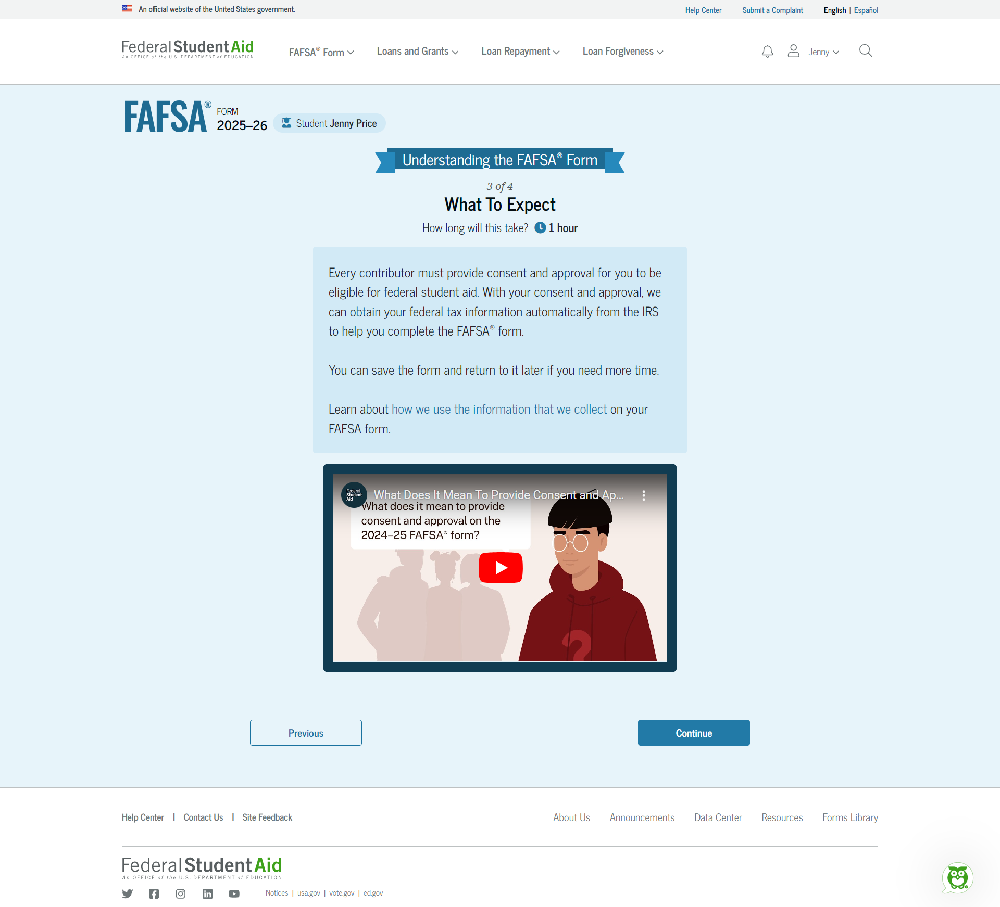 An official website of the United States government.
Help Center
Submit a Complaint
English | Español
Federal Student Aid
An OFFICE of the U.S. DEPARTMENT of EDUCATION
FAFSA® Form
Loans and Grants
Loan Repayment
Loan Forgiveness
Jenny
FAFSA®
FORM
2025–26
Student Jenny Price
Understanding the FAFSA® Form
3 of 4
What To Expect
How long will this take? 1 hour
Every contributor must provide consent and approval for you to be
eligible for federal student aid. With your consent and approval, we
can obtain your federal tax information automatically from the IRS
to help you complete the FAFSA® form.
You can save the form and return to it later if you need more time.
Learn about how we use the information that we collect on your
FAFSA form.
Federal
Student
Aid
What Does It Mean To Provide Consent and Ap...
What does it mean to provide
consent and approval on the
2024–25 FAFSA® form?
?
Previous
Continue
Help Center | Contact Us | Site Feedback
About Us
Announcements
Data Center
Resources
Forms Library
Federal Student Aid
An OFFICE of the U.S. DEPARTMENT of EDUCATION
Notices | usa.gov | vote.gov | ed.gov